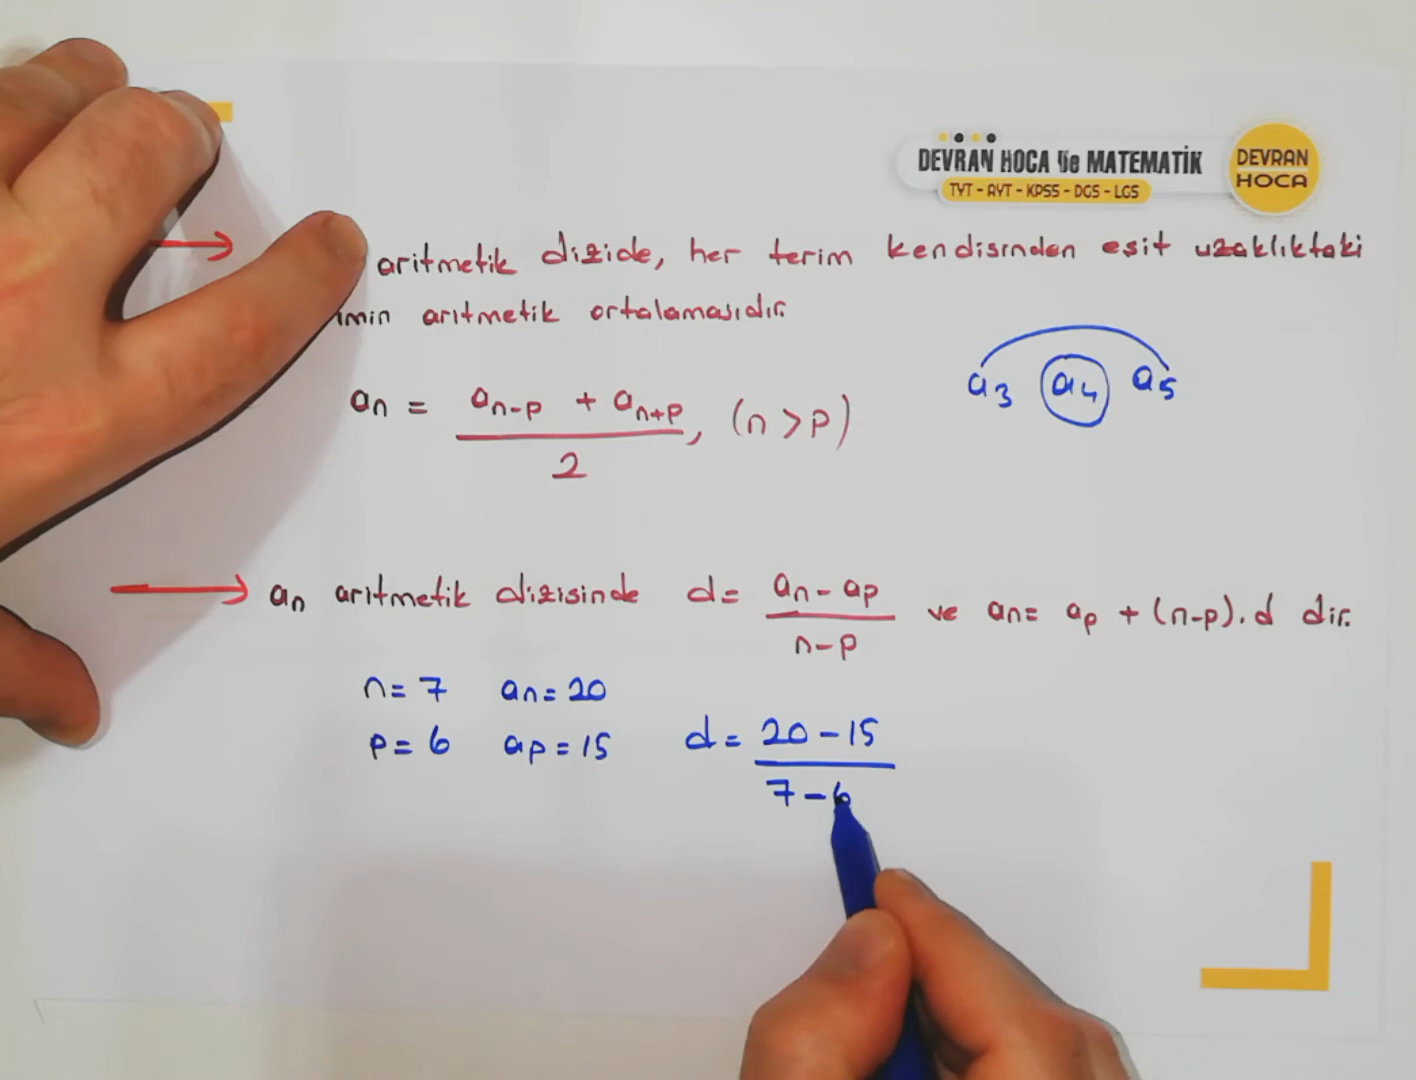 DEVRAN HOCA ile MATEMATİK
TYT - AYT - KPSS - DGS - LGS
DEVRAN
HOCA
aritmetik dizide, her terim kendisinden eşit uzaklıktaki
aritmetik ortalamasıdır.
an = (an-p + an+p) / 2, (n > p)
a3 a4 a5
an aritmetik dizisinde d = (an - ap) / (n - p) ve an = ap + (n-p).d dir.
n = 7 an = 20
p = 6 ap = 15
d = (20 - 15) / (7 - 6)